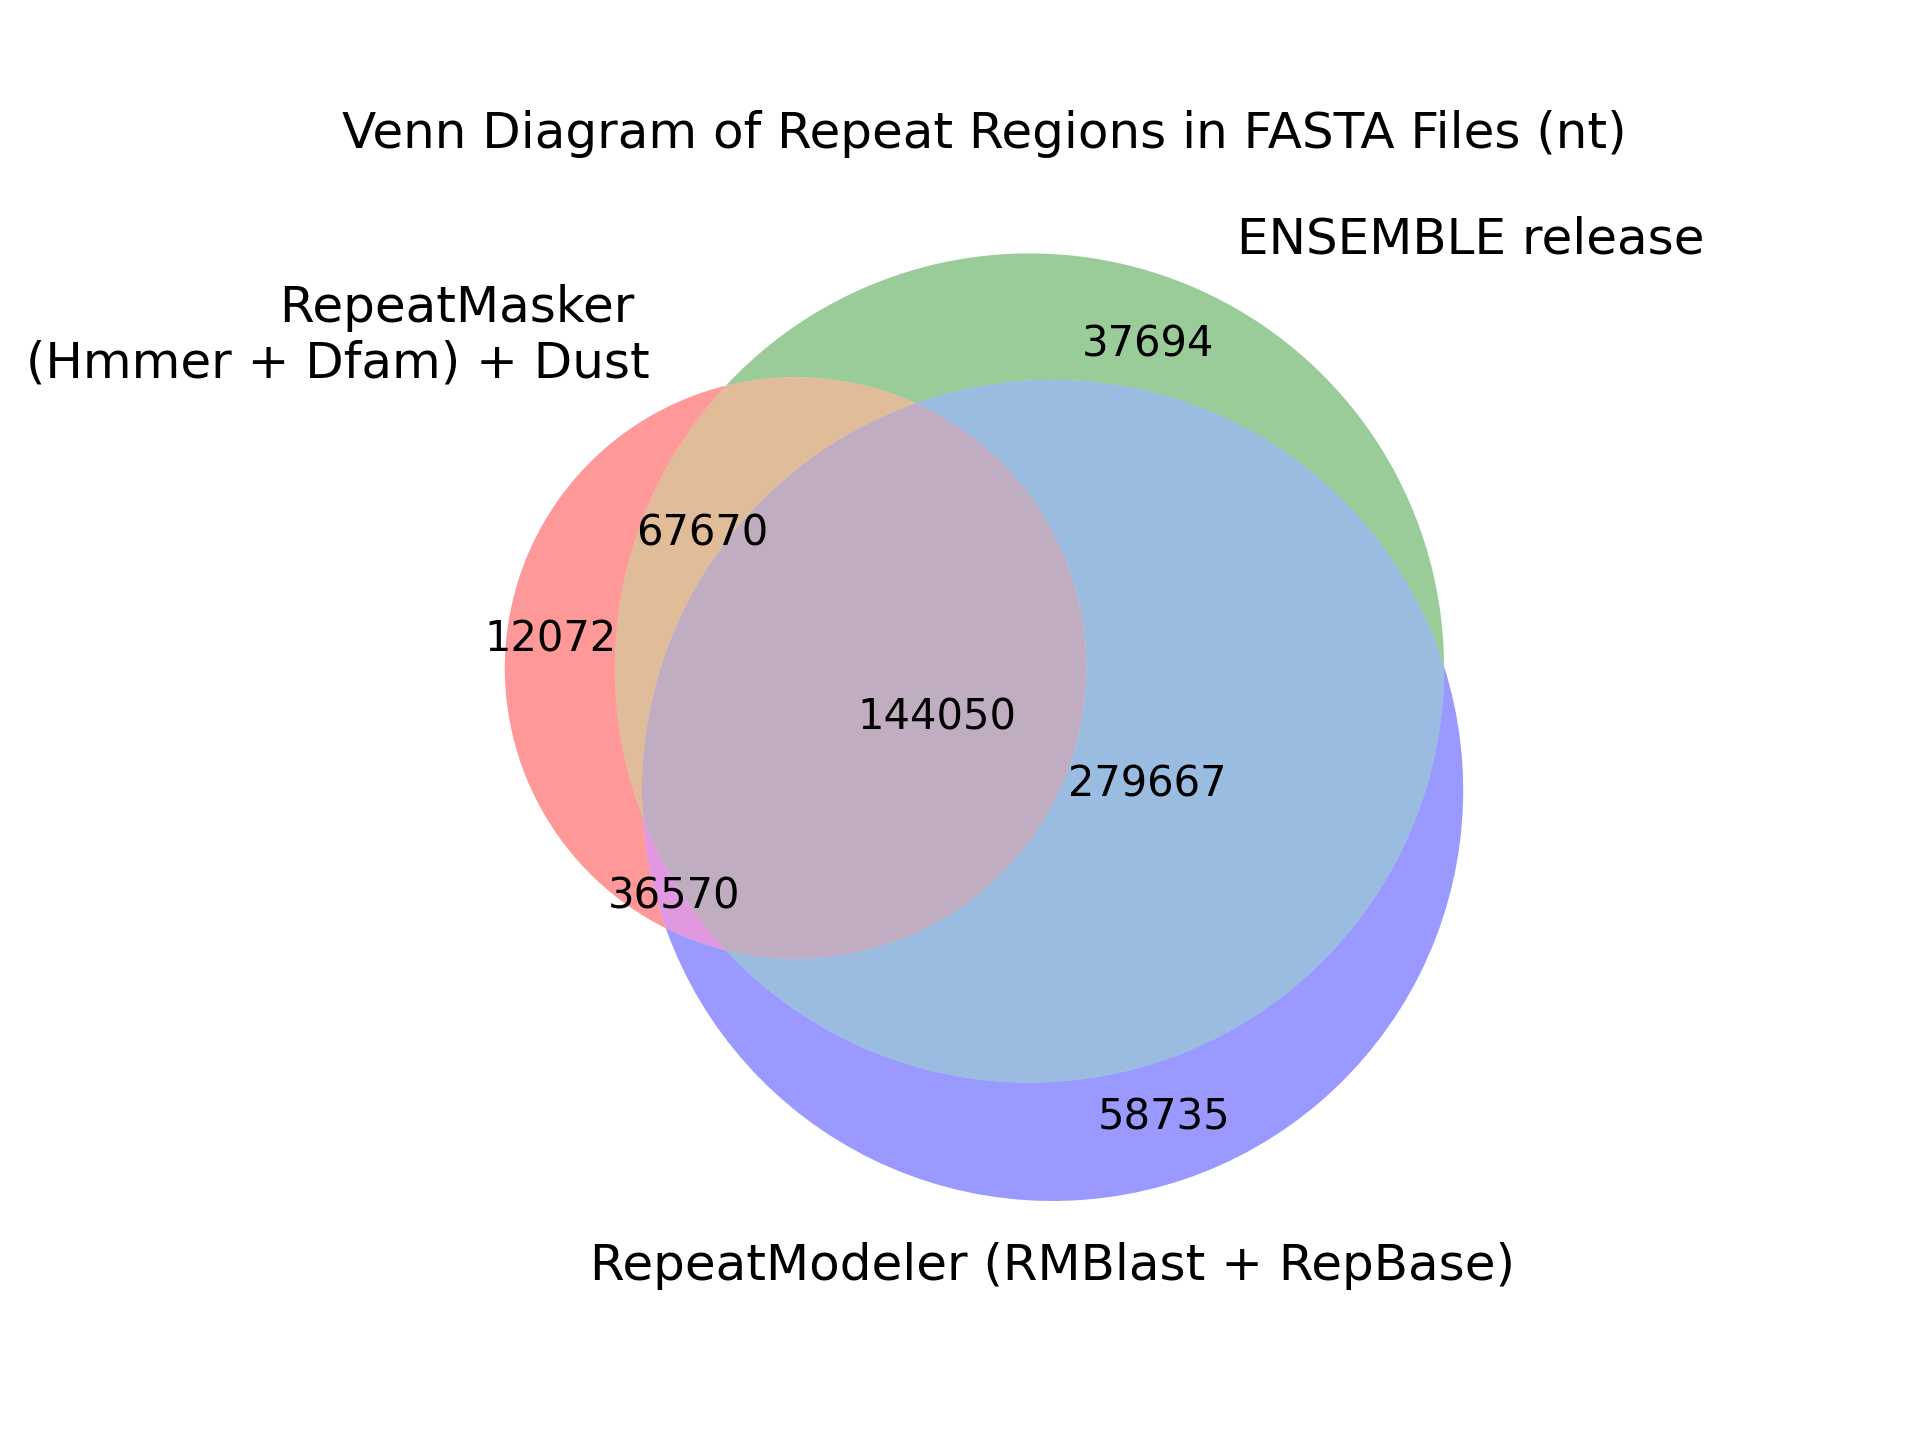 Venn Diagram of Repeat Regions in FASTA Files (nt)
ENSEMBLE release
RepeatMasker
(Hmmer + Dfam) + Dust
37694
67670
12072
144050
279667
36570
58735
RepeatModeler (RMBlast + RepBase)